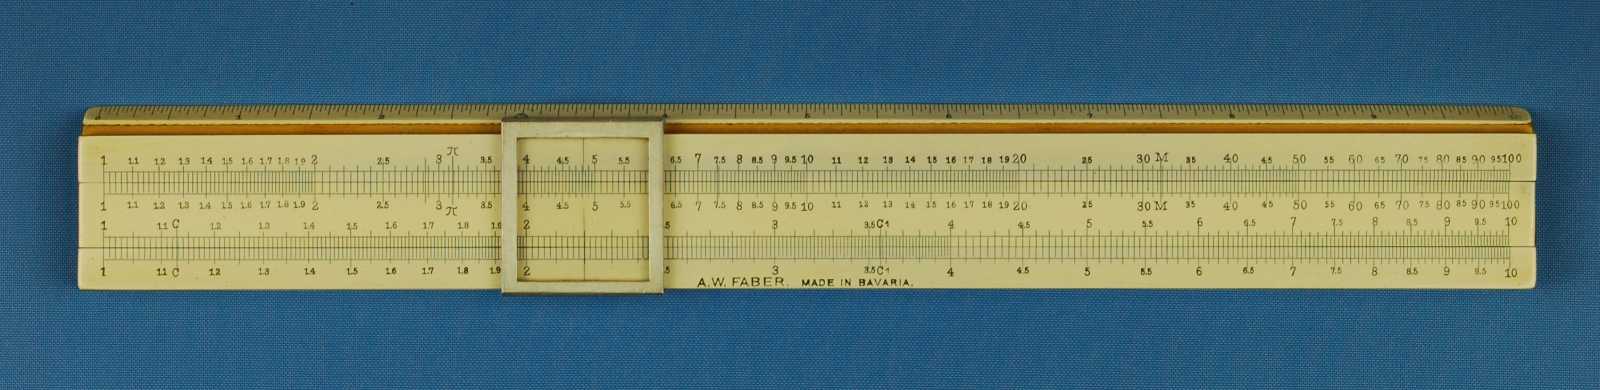 1 1.1 1.2 1.3 1.4 1.5 1.6 1.7 1.8 1.9 2 2.5 3 π 3.5 4 4.5 5 5.5 6.5 7 7.5 8 8.5 9 9.5 10 11 12 13 14 15 16 17 18 19 20 25 30 M 35 40 45 50 55 60 65 70 75 80 85 90 95 100
1 1.1 1.2 1.3 1.4 1.5 1.6 1.7 1.8 1.9 2 2.5 3 π 3.5 4 4.5 5 5.5 6.5 7 7.5 8 8.5 9 9.5 10 11 12 13 14 15 16 17 18 19 20 25 30 M 35 40 45 50 55 60 65 70 75 80 85 90 95 100
1 1.1 C 1.2 1.3 1.4 1.5 1.6 1.7 1.8 1.9 2 3 3.5 C1 4 4.5 5 5.5 6 6.5 7 7.5 8 8.5 9 9.5 10
1 1.1 C 1.2 1.3 1.4 1.5 1.6 1.7 1.8 1.9 2 3 3.5 C1 4 4.5 5 5.5 6 6.5 7 7.5 8 8.5 9 9.5 10
A.W. FABER. MADE IN BAVARIA.